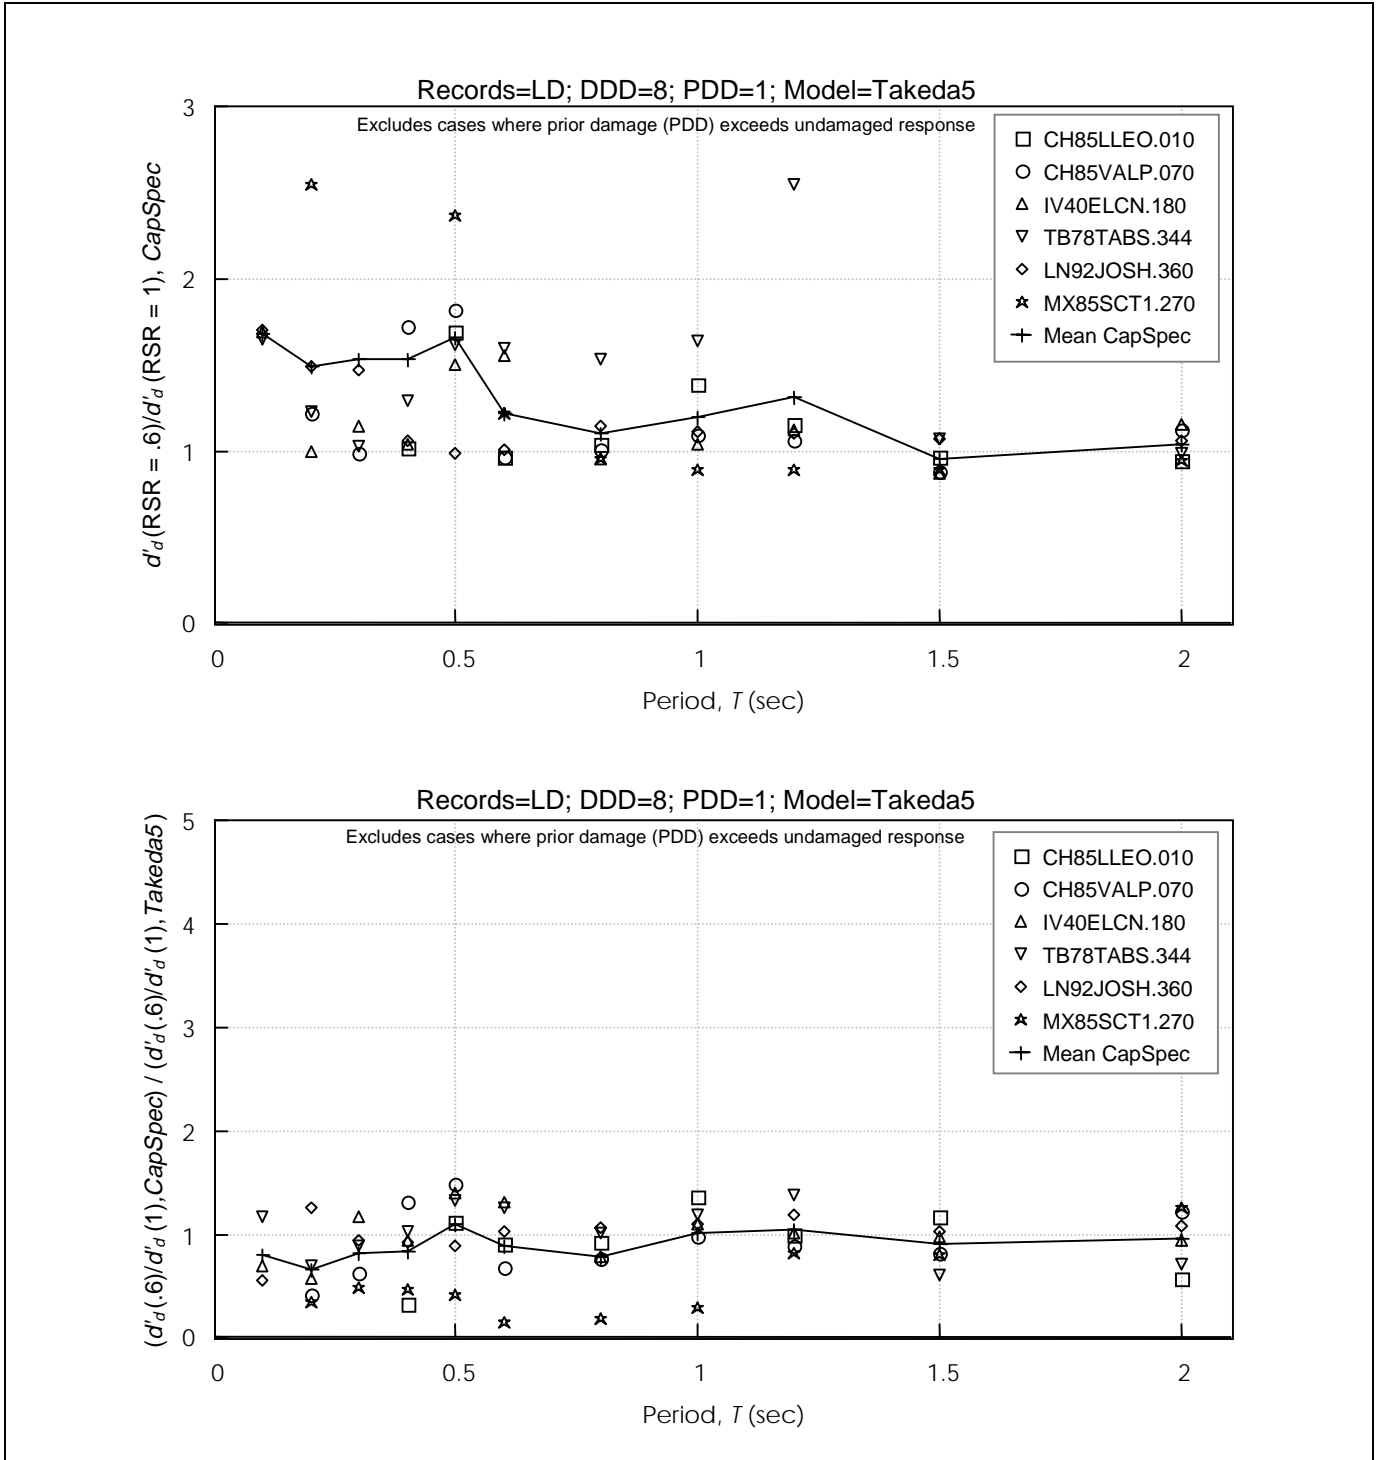 Records=LD; DDD=8; PDD=1; Model=Takeda5
Excludes cases where prior damage (PDD) exceeds undamaged response
d'd (RSR = .6)/d'd (RSR = 1), CapSpec
3
2
1
0
CH85LLEO.010
CH85VALP.070
IV40ELCN.180
TB78TABS.344
LN92JOSH.360
MX85SCT1.270
Mean CapSpec
0 0.5 1 1.5 2
Period, T (sec)
Records=LD; DDD=8; PDD=1; Model=Takeda5
Excludes cases where prior damage (PDD) exceeds undamaged response
(d'd (.6)/d'd (1),CapSpec) / (d'd(.6)/d'd (1),Takeda5)
5
4
3
2
1
0
CH85LLEO.010
CH85VALP.070
IV40ELCN.180
TB78TABS.344
LN92JOSH.360
MX85SCT1.270
Mean CapSpec
0 0.5 1 1.5 2
Period, T (sec)